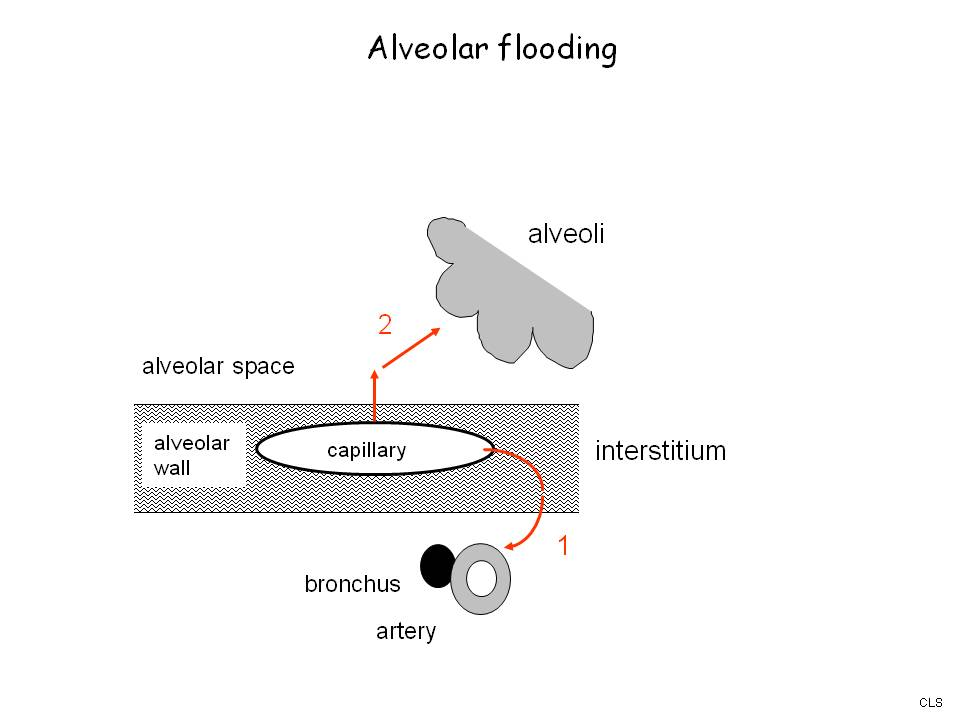 Alveolar flooding
alveoli
2
alveolar space
alveolar
wall
capillary
interstitium
1
bronchus
artery
CLS